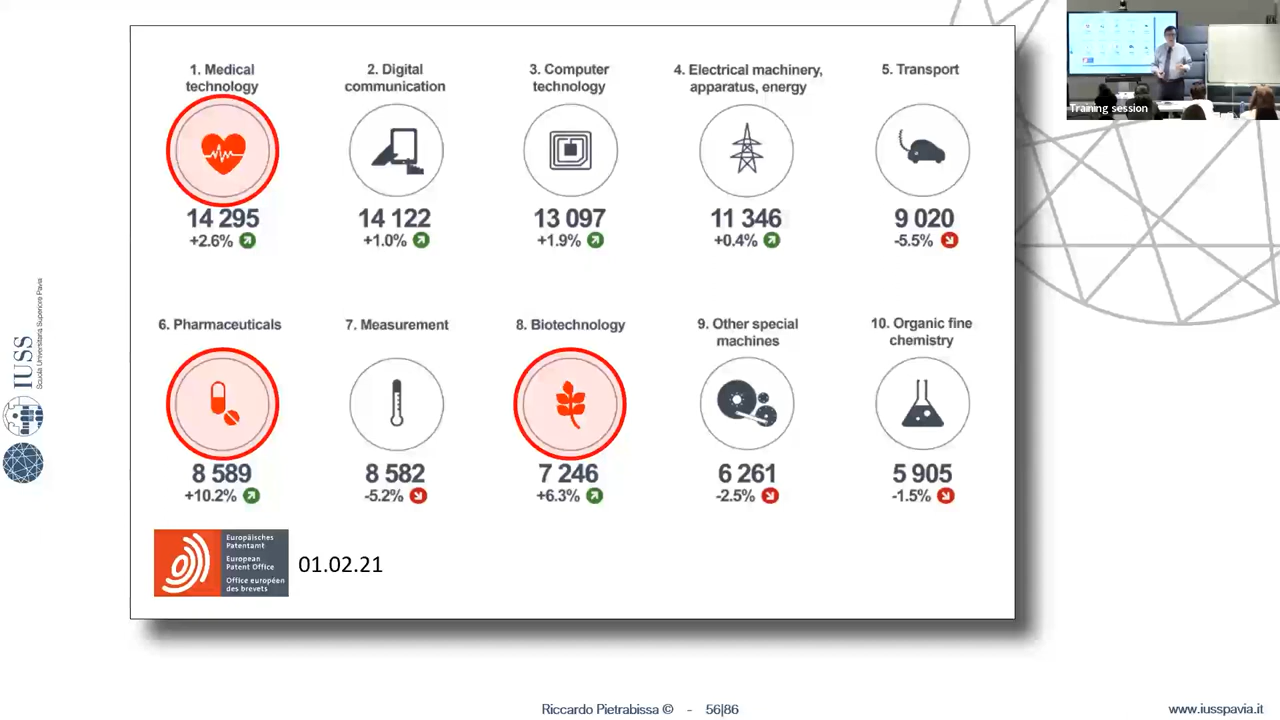 1. Medical
technology
14 295
+2.6%
2. Digital
communication
14 122
+1.0%
3. Computer
technology
13 097
+1.9%
4. Electrical machinery,
apparatus, energy
11 346
+0.4%
5. Transport
9 020
-5.5%
6. Pharmaceuticals
8 589
+10.2%
7. Measurement
8 582
-5.2%
8. Biotechnology
7 246
+6.3%
9. Other special
machines
6 261
-2.5%
10. Organic fine
chemistry
5 905
-1.5%
Europäisches
Patentamt
European
Patent Office
Office européen
des brevets
01.02.21
Training session
IUSS
Scuola Universitaria Superiore Pavia
Riccardo Pietrabissa © - 56|86
www.iusspavia.it